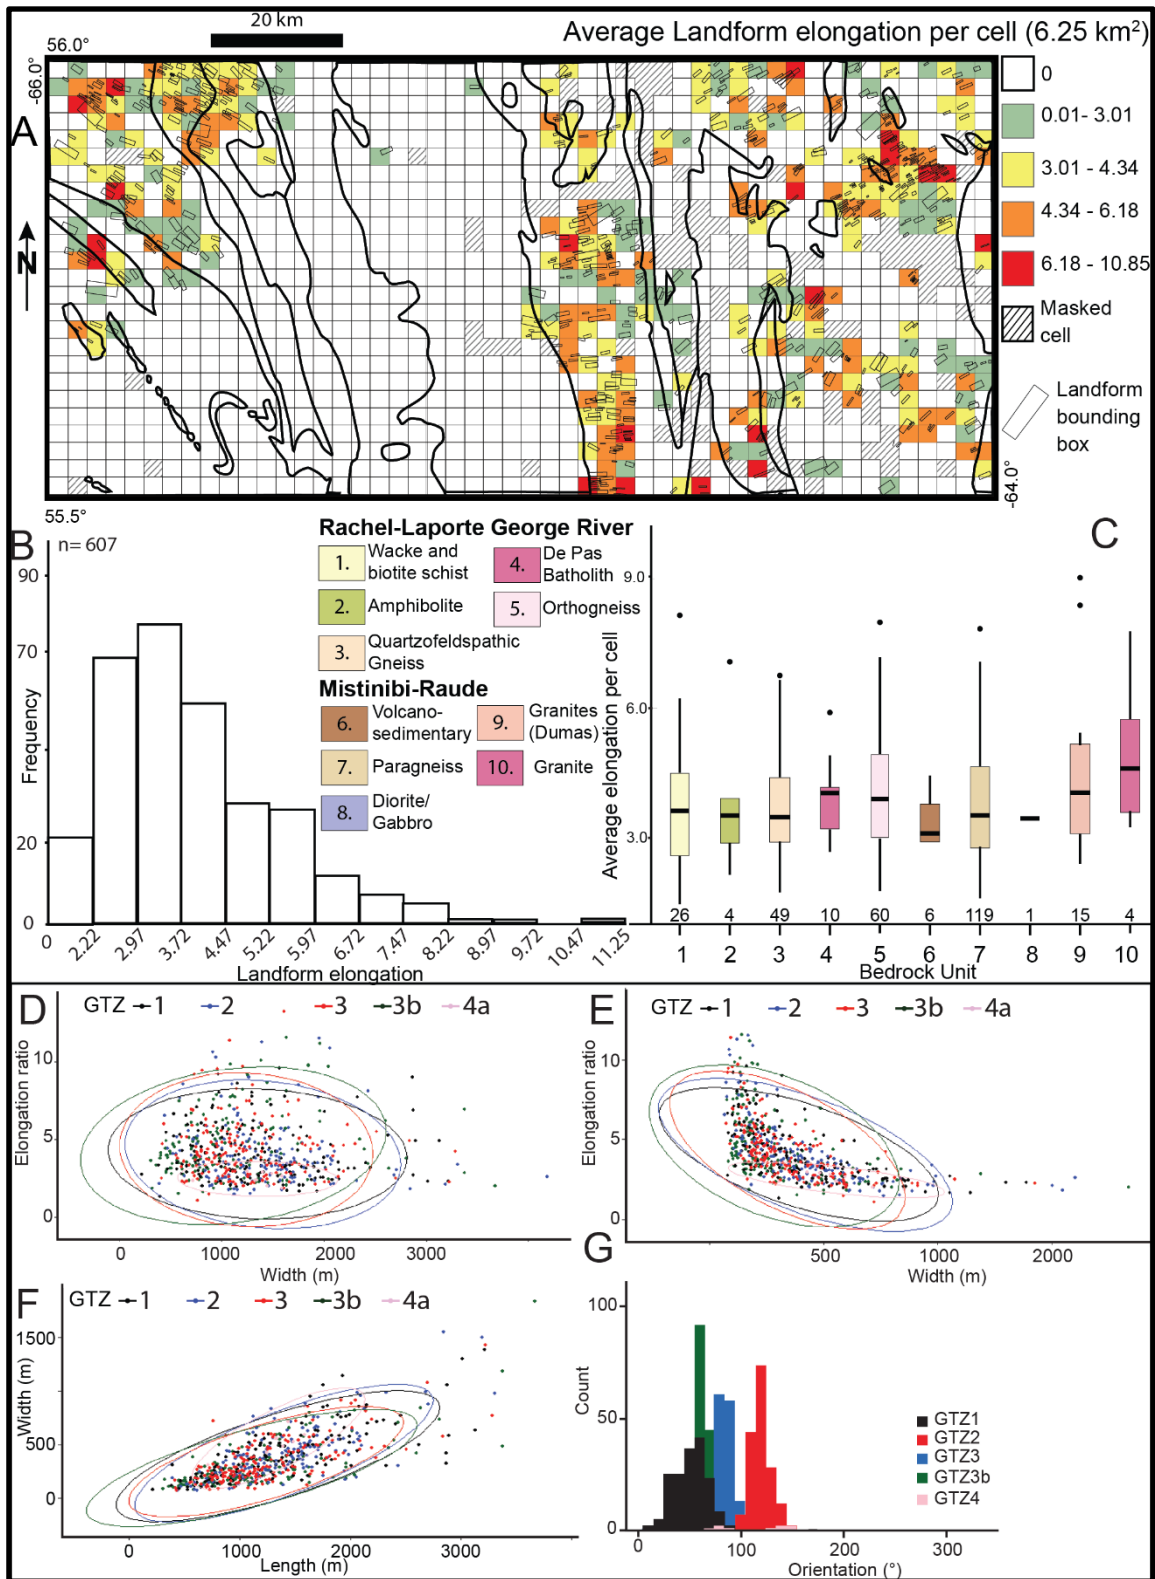 20 km
Average Landform elongation per cell (6.25 km²)
56.0°
-66.0°
A
N
0
0.01- 3.01
3.01 - 4.34
4.34 - 6.18
6.18 - 10.85
Masked
cell
Landform
bounding
box
-64.0°
55.5°
B
n= 607
90
70
20
0
Frequency
0
2.22
2.97
3.72
4.47
5.22
5.97
6.72
7.47
8.22
8.97
9.72
10.47
11.25
Landform elongation
Rachel-Laporte George River
1. Wacke and
biotite schist
4. De Pas
Batholith
2. Amphibolite
5. Orthogneiss
3. Quartzofeldspathic
Gneiss
Mistinibi-Raude
6. Volcano-
sedimentary
9. Granites
(Dumas)
7. Paragneiss
10. Granite
8. Diorite/
Gabbro
C
9.0
6.0
3.0
Average elongation per cell
26 4 49 10 60 6 119 1 15 4
1 2 3 4 5 6 7 8 9 10
Bedrock Unit
D
GTZ 1 2 3 3b 4a
Elongation ratio
10
5
0
0 1000 2000 3000
Width (m)
E
GTZ 1 2 3 3b 4a
Elongation ratio
10
5
0
500 1000 2000
Width (m)
F
GTZ 1 2 3 3b 4a
Width (m)
1500
500
0
0 1000 2000 3000
Length (m)
G
100
50
0
Count
GTZ1
GTZ2
GTZ3
GTZ3b
GTZ4
0 100 200 300
Orientation (°)